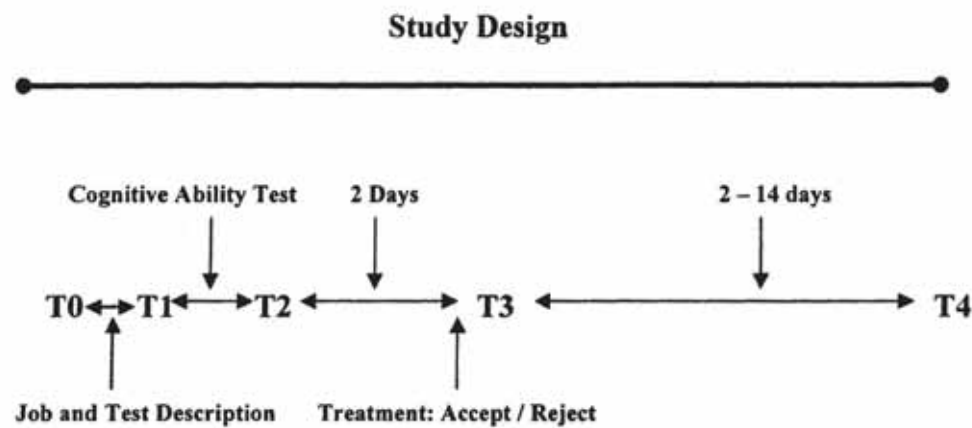 Study Design
Cognitive Ability Test 2 Days 2 – 14 days
T0 T1 T2 T3 T4
Job and Test Description Treatment: Accept / Reject